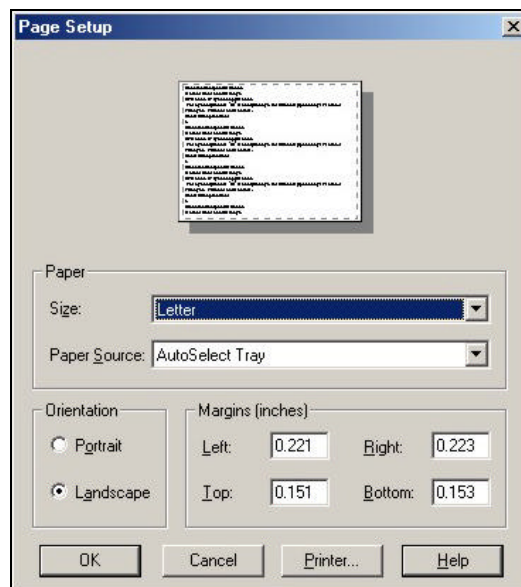 Page Setup
Paper
Size: Letter
Paper Source: AutoSelect Tray
Orientation
Portrait
Landscape
Margins (inches)
Left: 0.221 Right: 0.223
Top: 0.151 Bottom: 0.153
OK Cancel Printer... Help